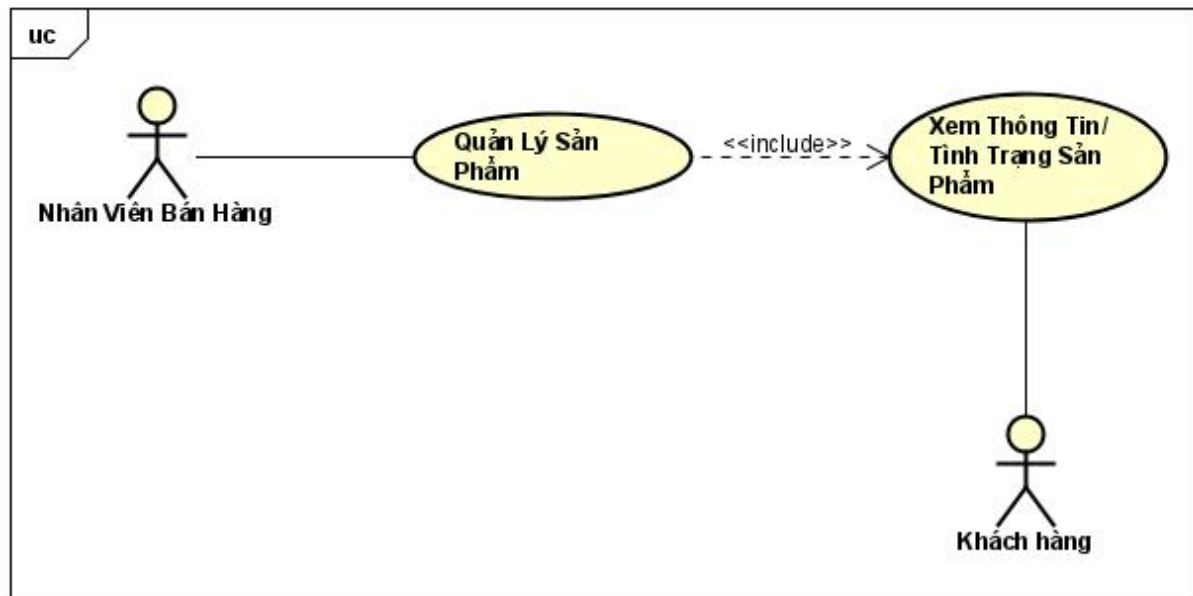 uc
Quản Lý Sản
Phẩm
<<include>>
Xem Thông Tin/
Tình Trạng Sản
Phẩm
Nhân Viên Bán Hàng
Khách hàng